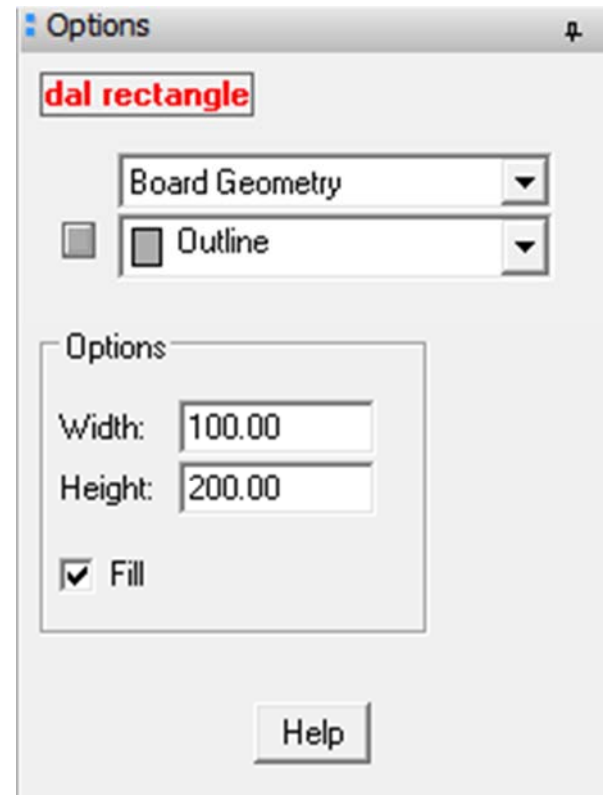 Options
dal rectangle
Board Geometry
Outline
Options
Width: 100.00
Height: 200.00
Fill
Help